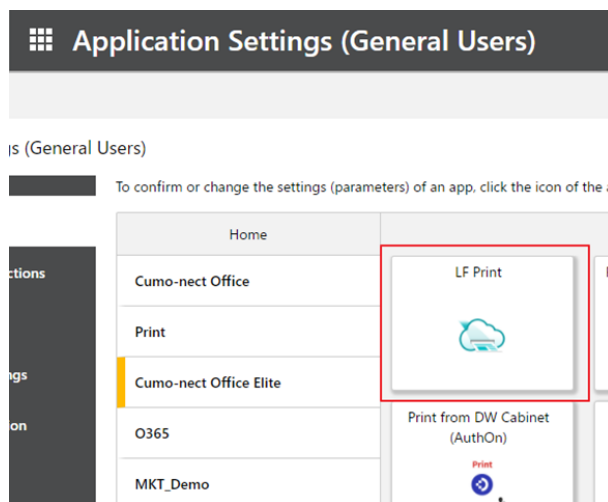 Application Settings (General Users)
gs (General Users)
To confirm or change the settings (parameters) of an app, click the icon of the
Home
ctions
ngs
on
Cumo-nect Office
Print
Cumo-nect Office Elite
O365
MKT_Demo
LF Print
Print from DW Cabinet
(AuthOn)
Print